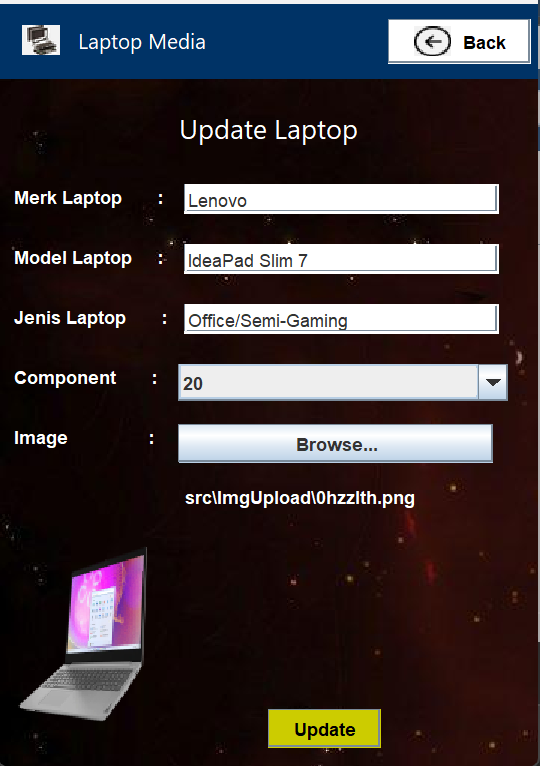 Laptop Media
Back
Update Laptop
Merk Laptop : Lenovo
Model Laptop : IdeaPad Slim 7
Jenis Laptop : Office/Semi-Gaming
Component : 20
Image : Browse...
src\ImgUpload\0hzzlth.png
Update